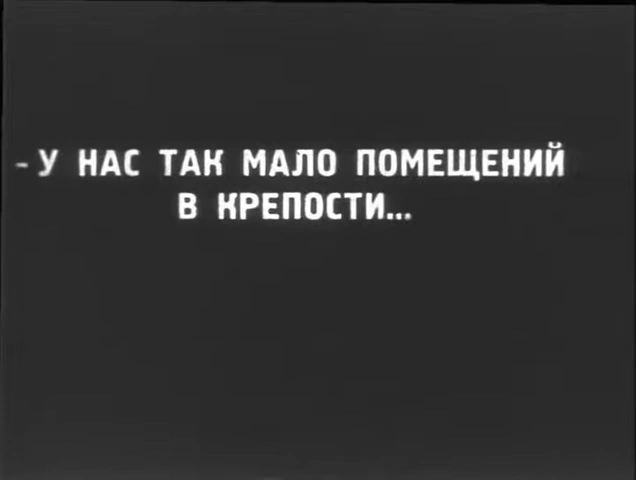 - У НАС ТАК МАЛО ПОМЕЩЕНИЙ
В КРЕПОСТИ...